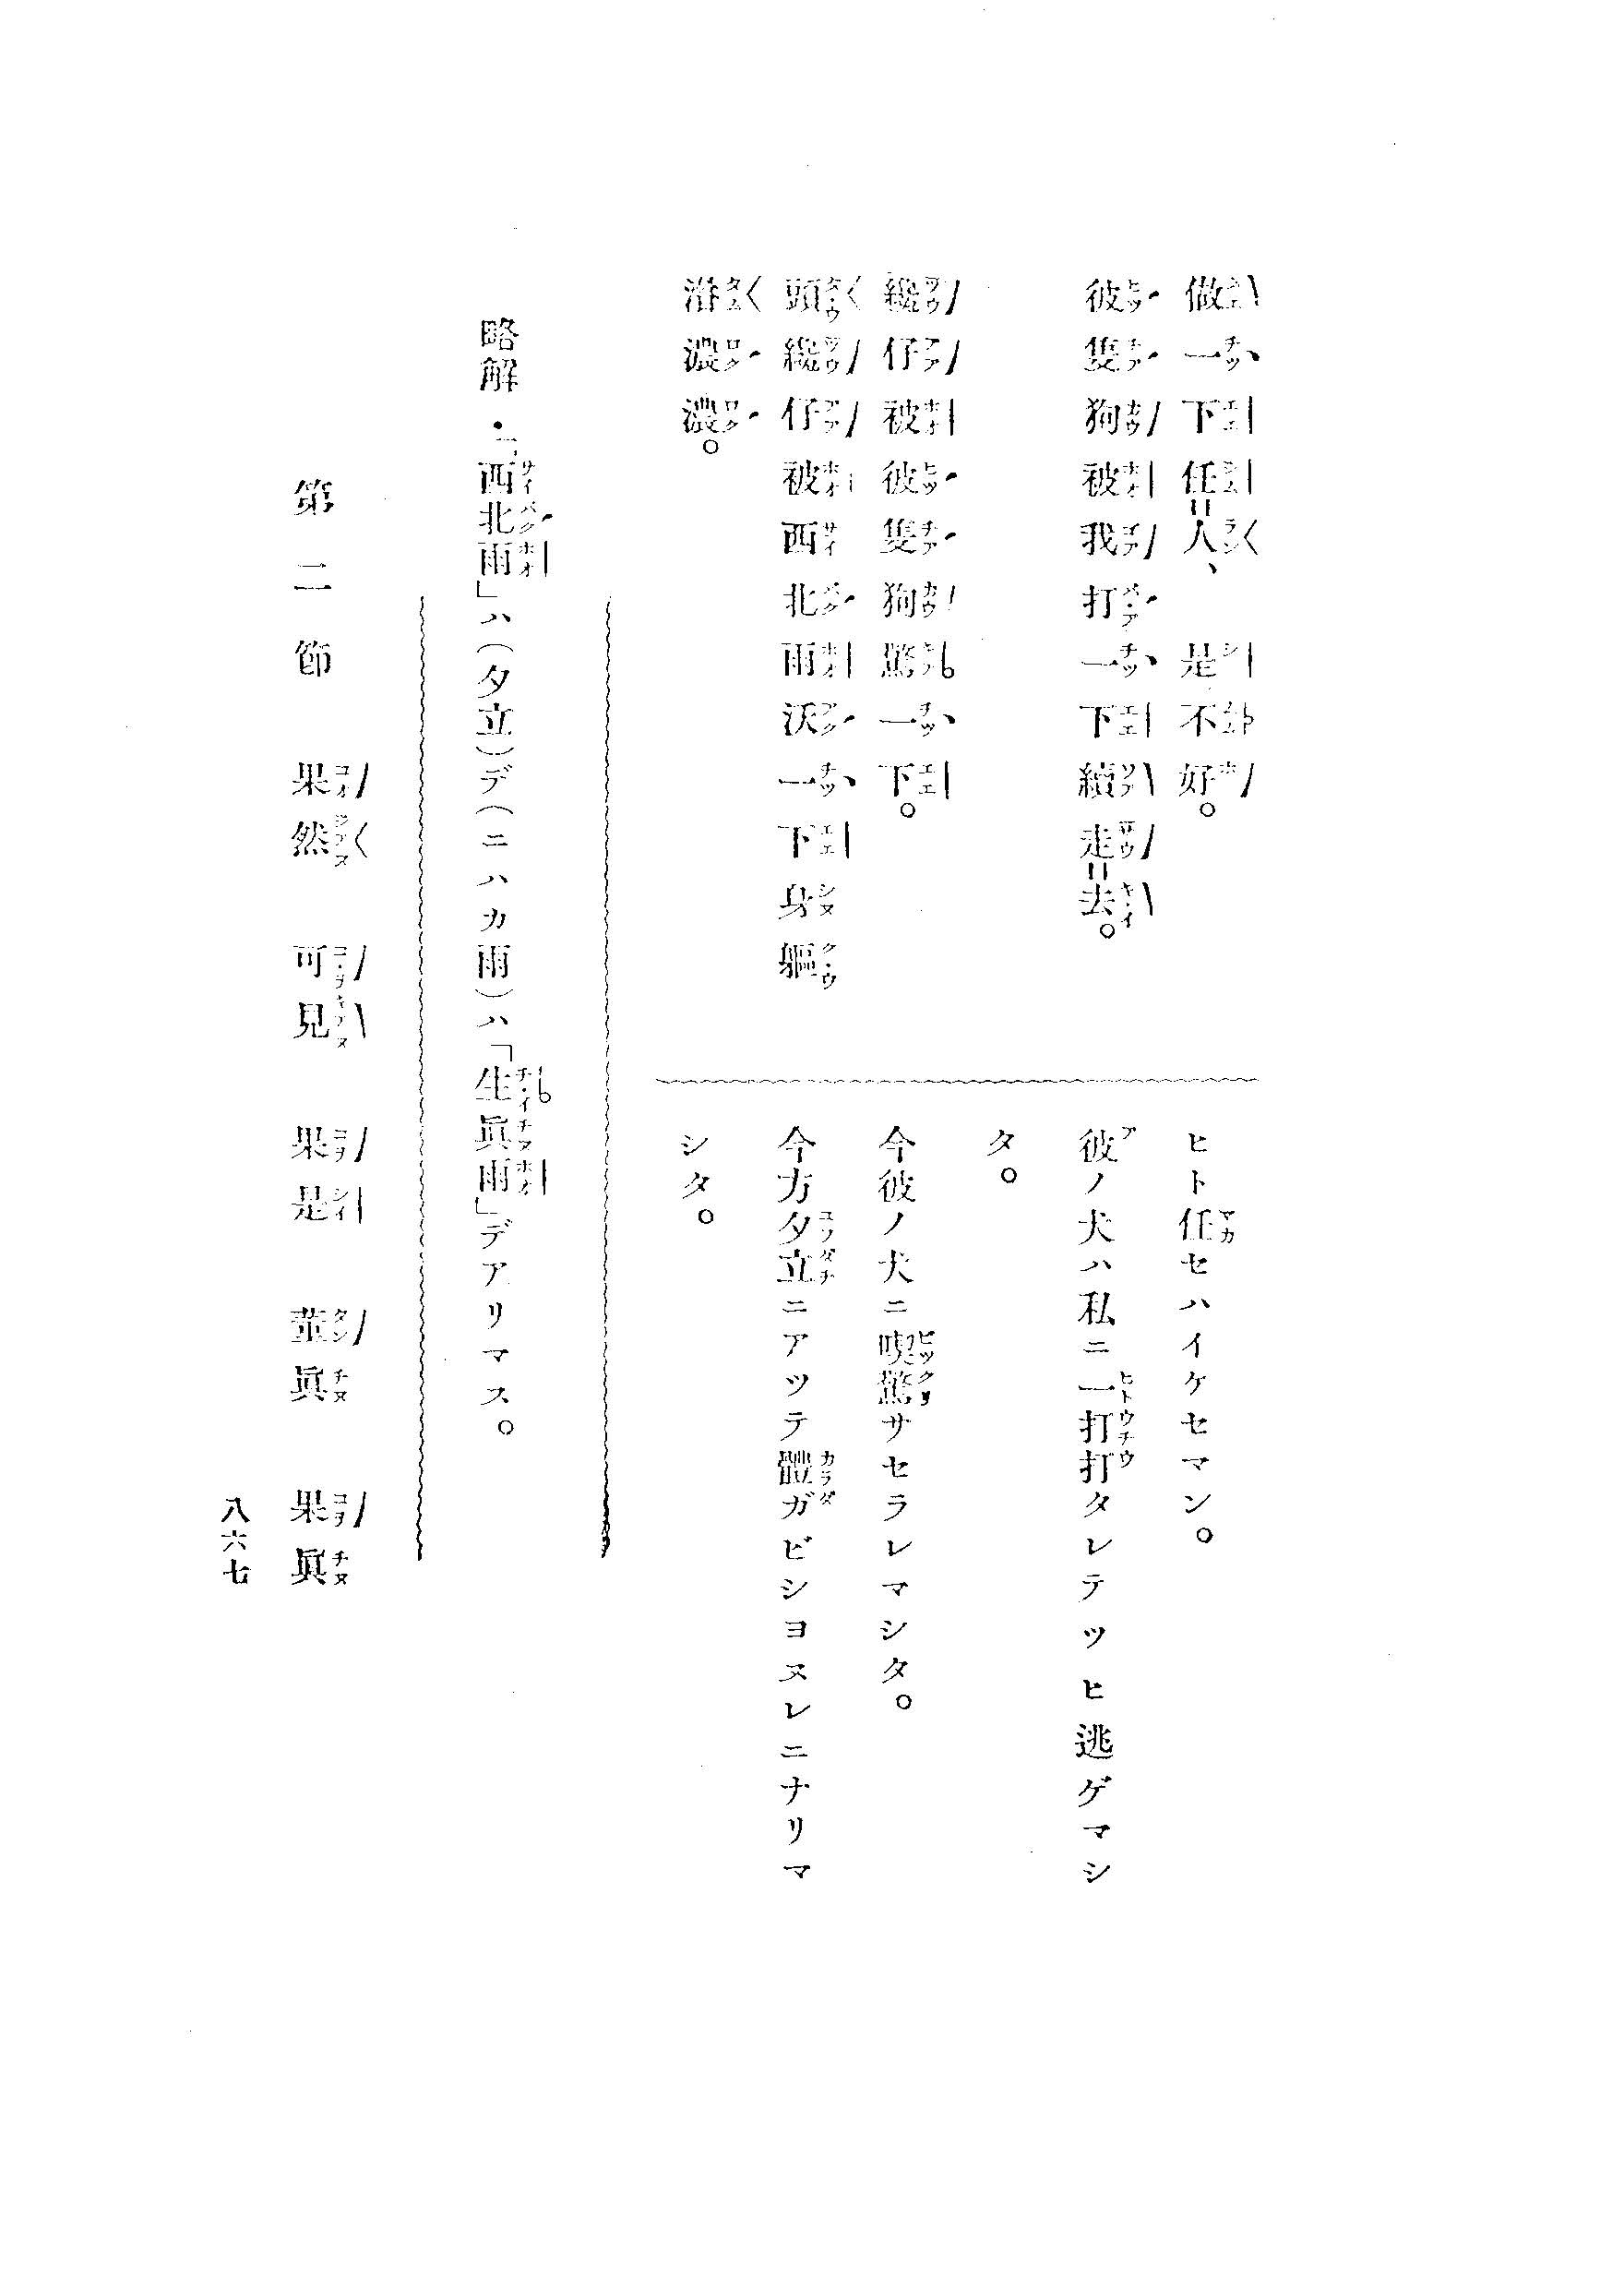 做一下任=人、是不好。
彼隻狗被我打一下續走=去。
纔仔被彼隻狗驚一下。
頭纔仔被西北雨沃一下身軀
濳濃濃。
ヒト任セハイケセマン。
彼ノ犬ハ私ニ一打打タレテツヒ逃ゲマシ
タ。
今彼ノ犬ニ喫驚サセラレマシタ。
今方夕立ニアツテ體ガビシヨヌレニナリマ
シタ。
略解・「西北雨」ハ(夕立)デ(ニハカ雨)ハ「生眞雨」デアリマス。
第二節 果然 可見 果是 董眞 果眞
八六七